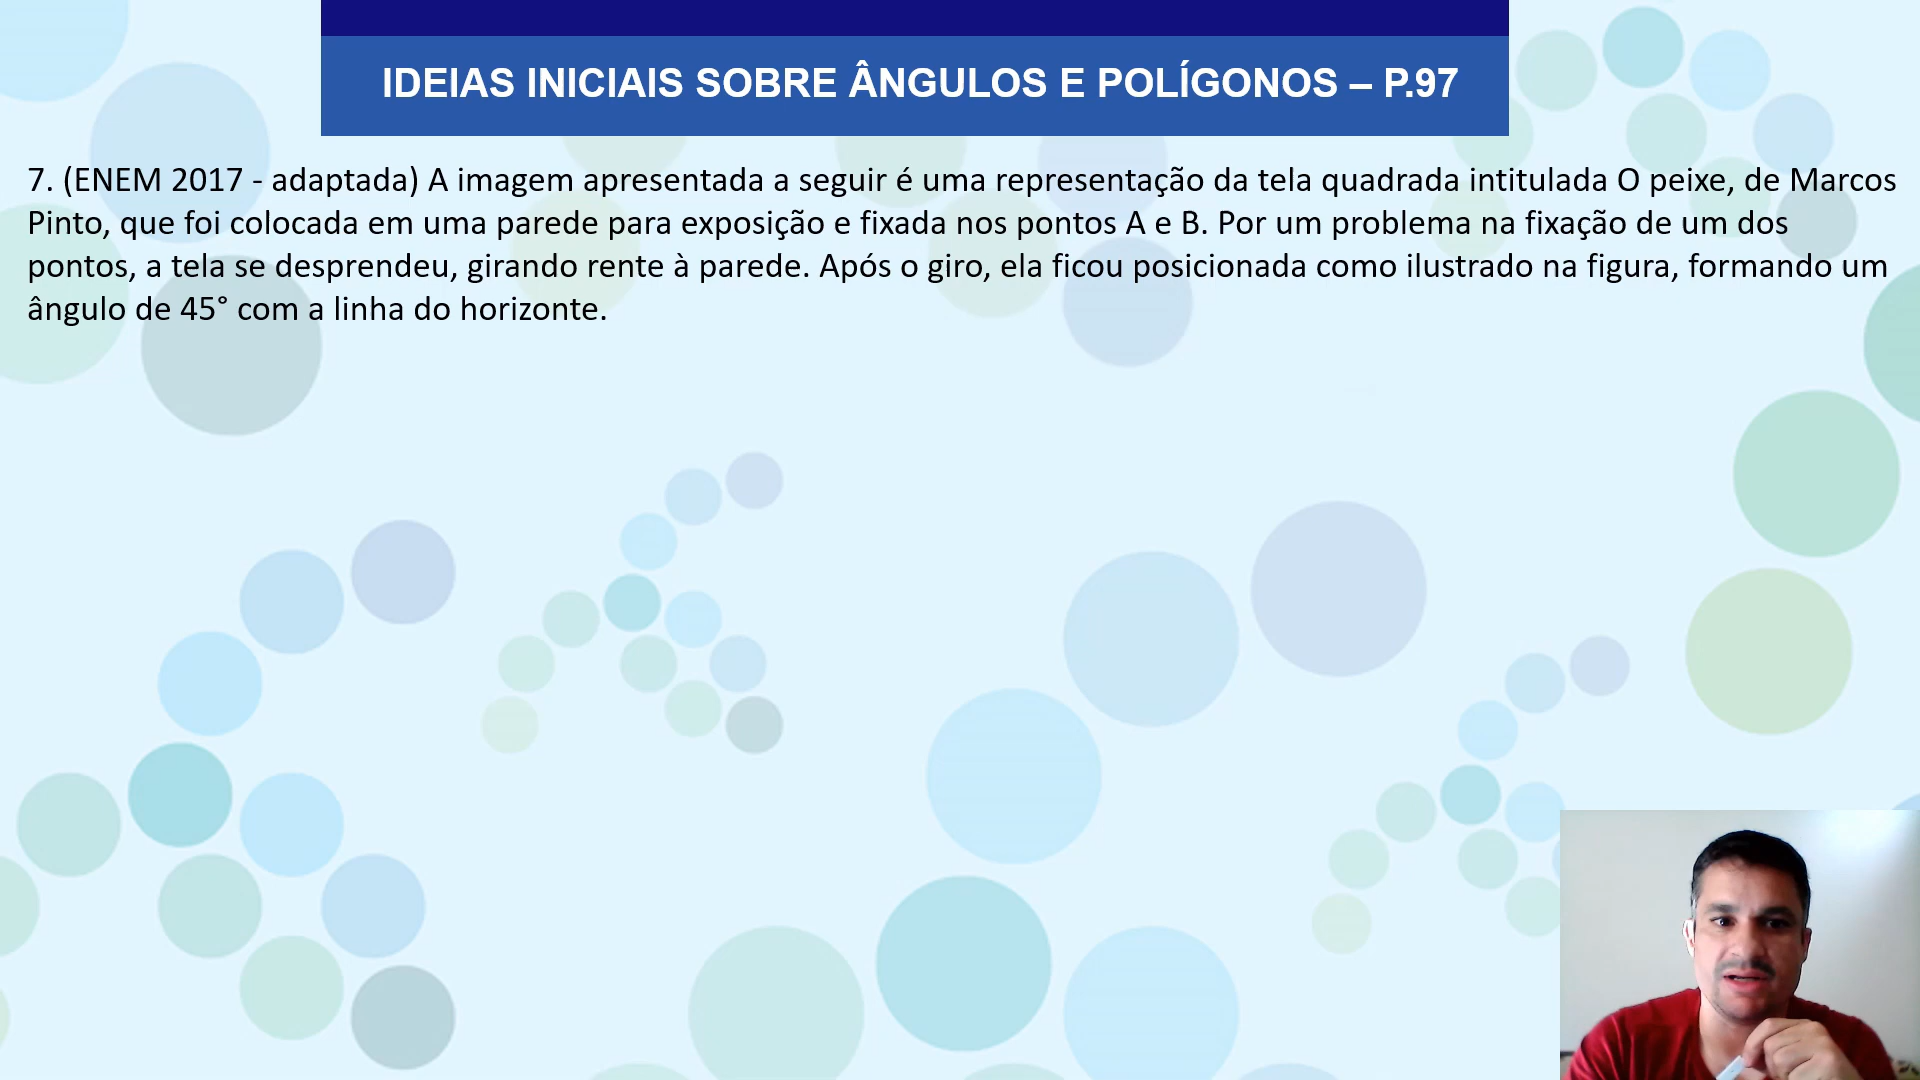 IDEIAS INICIAIS SOBRE ÂNGULOS E POLÍGONOS – P.97
7. (ENEM 2017 - adaptada) A imagem apresentada a seguir é uma representação da tela quadrada intitulada O peixe, de Marcos
Pinto, que foi colocada em uma parede para exposição e fixada nos pontos A e B. Por um problema na fixação de um dos
pontos, a tela se desprendeu, girando rente à parede. Após o giro, ela ficou posicionada como ilustrado na figura, formando um
ângulo de 45° com a linha do horizonte.